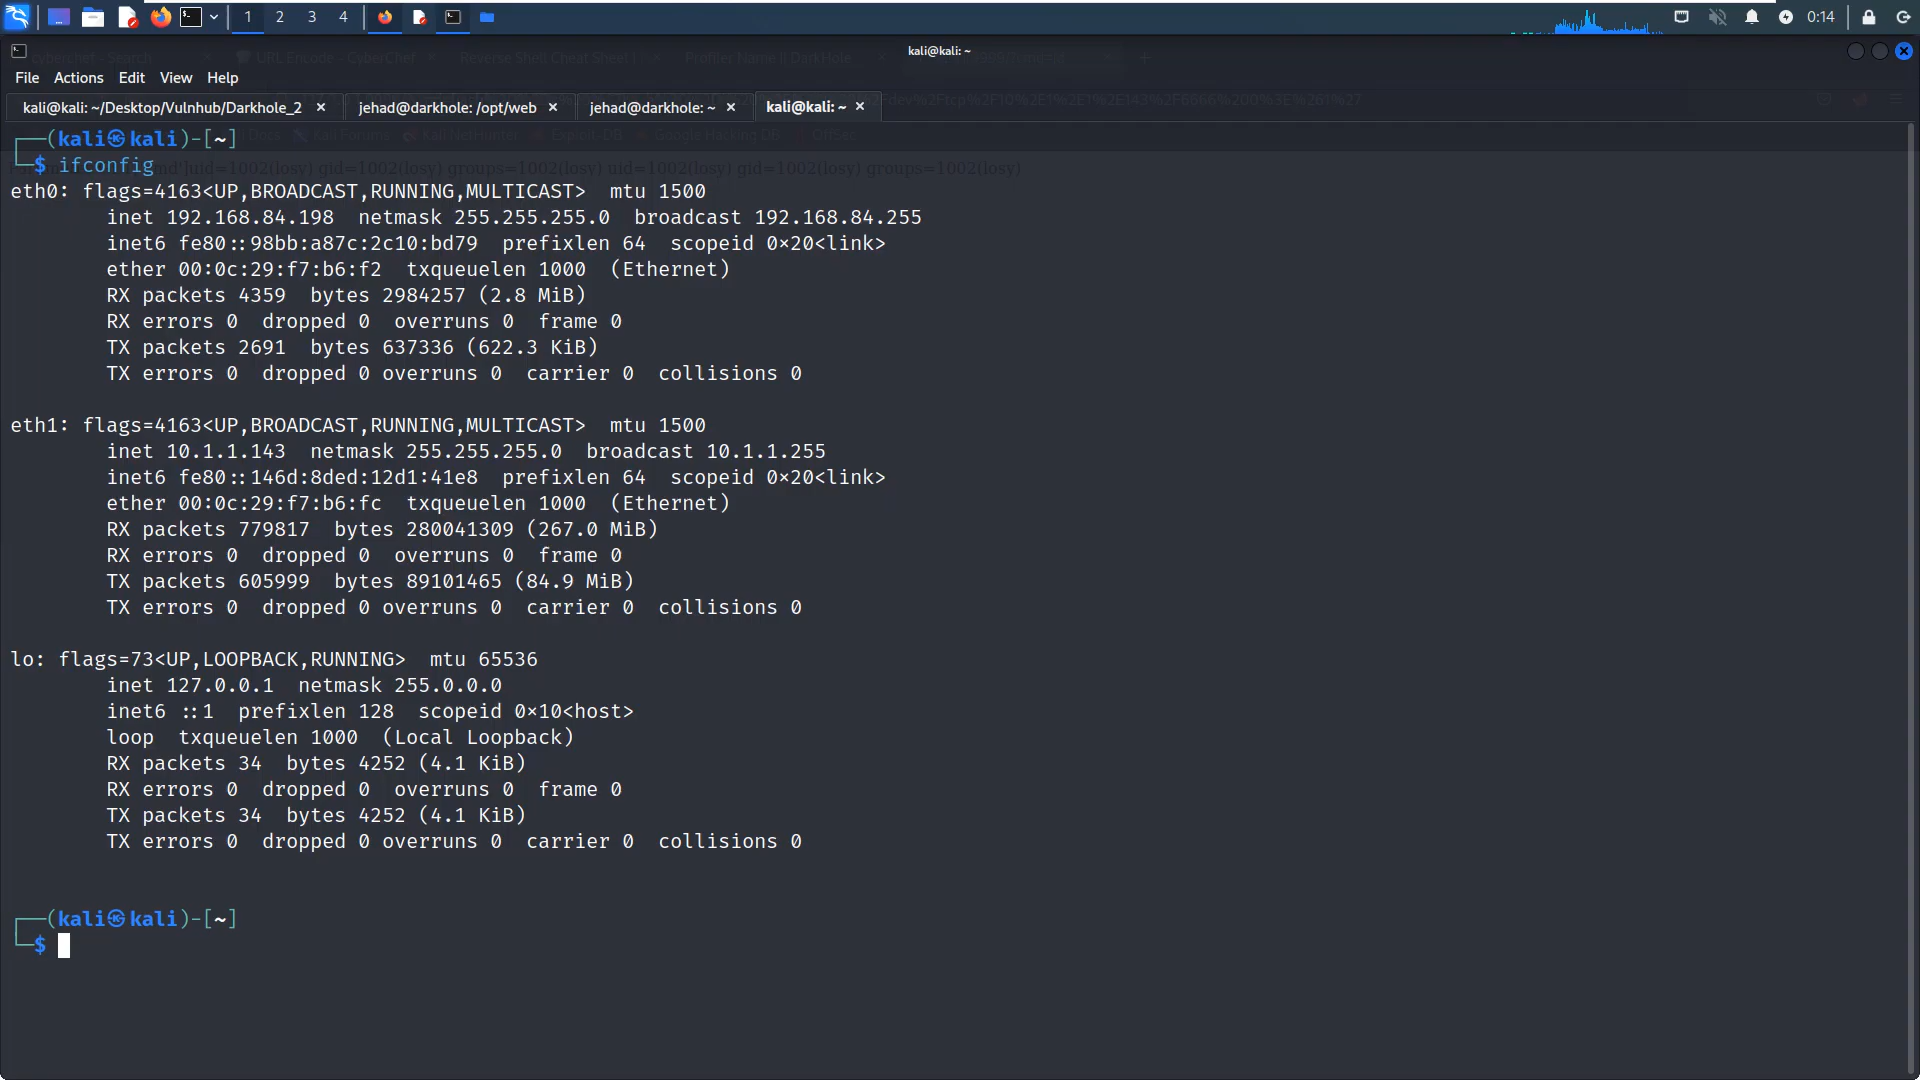 1 2 3 4 0:14
kali@kali: ~
File Actions Edit View Help
kali@kali: ~/Desktop/Vulnhub/Darkhole_2 × jehad@darkhole: /opt/web × jehad@darkhole: ~ × kali@kali: ~ ×
┌──(kali㉿kali)-[~]
└─$ ifconfig
eth0: flags=4163<UP,BROADCAST,RUNNING,MULTICAST> mtu 1500
inet 192.168.84.198 netmask 255.255.255.0 broadcast 192.168.84.255
inet6 fe80::98bb:a87c:2c10:bd79 prefixlen 64 scopeid 0×20<link>
ether 00:0c:29:f7:b6:f2 txqueuelen 1000 (Ethernet)
RX packets 4359 bytes 2984257 (2.8 MiB)
RX errors 0 dropped 0 overruns 0 frame 0
TX packets 2691 bytes 637336 (622.3 KiB)
TX errors 0 dropped 0 overruns 0 carrier 0 collisions 0
eth1: flags=4163<UP,BROADCAST,RUNNING,MULTICAST> mtu 1500
inet 10.1.1.143 netmask 255.255.255.0 broadcast 10.1.1.255
inet6 fe80::146d:8ded:12d1:41e8 prefixlen 64 scopeid 0×20<link>
ether 00:0c:29:f7:b6:fc txqueuelen 1000 (Ethernet)
RX packets 779817 bytes 280041309 (267.0 MiB)
RX errors 0 dropped 0 overruns 0 frame 0
TX packets 605999 bytes 89101465 (84.9 MiB)
TX errors 0 dropped 0 overruns 0 carrier 0 collisions 0
lo: flags=73<UP,LOOPBACK,RUNNING> mtu 65536
inet 127.0.0.1 netmask 255.0.0.0
inet6 ::1 prefixlen 128 scopeid 0×10<host>
loop txqueuelen 1000 (Local Loopback)
RX packets 34 bytes 4252 (4.1 KiB)
RX errors 0 dropped 0 overruns 0 frame 0
TX packets 34 bytes 4252 (4.1 KiB)
TX errors 0 dropped 0 overruns 0 carrier 0 collisions 0
┌──(kali㉿kali)-[~]
└─$